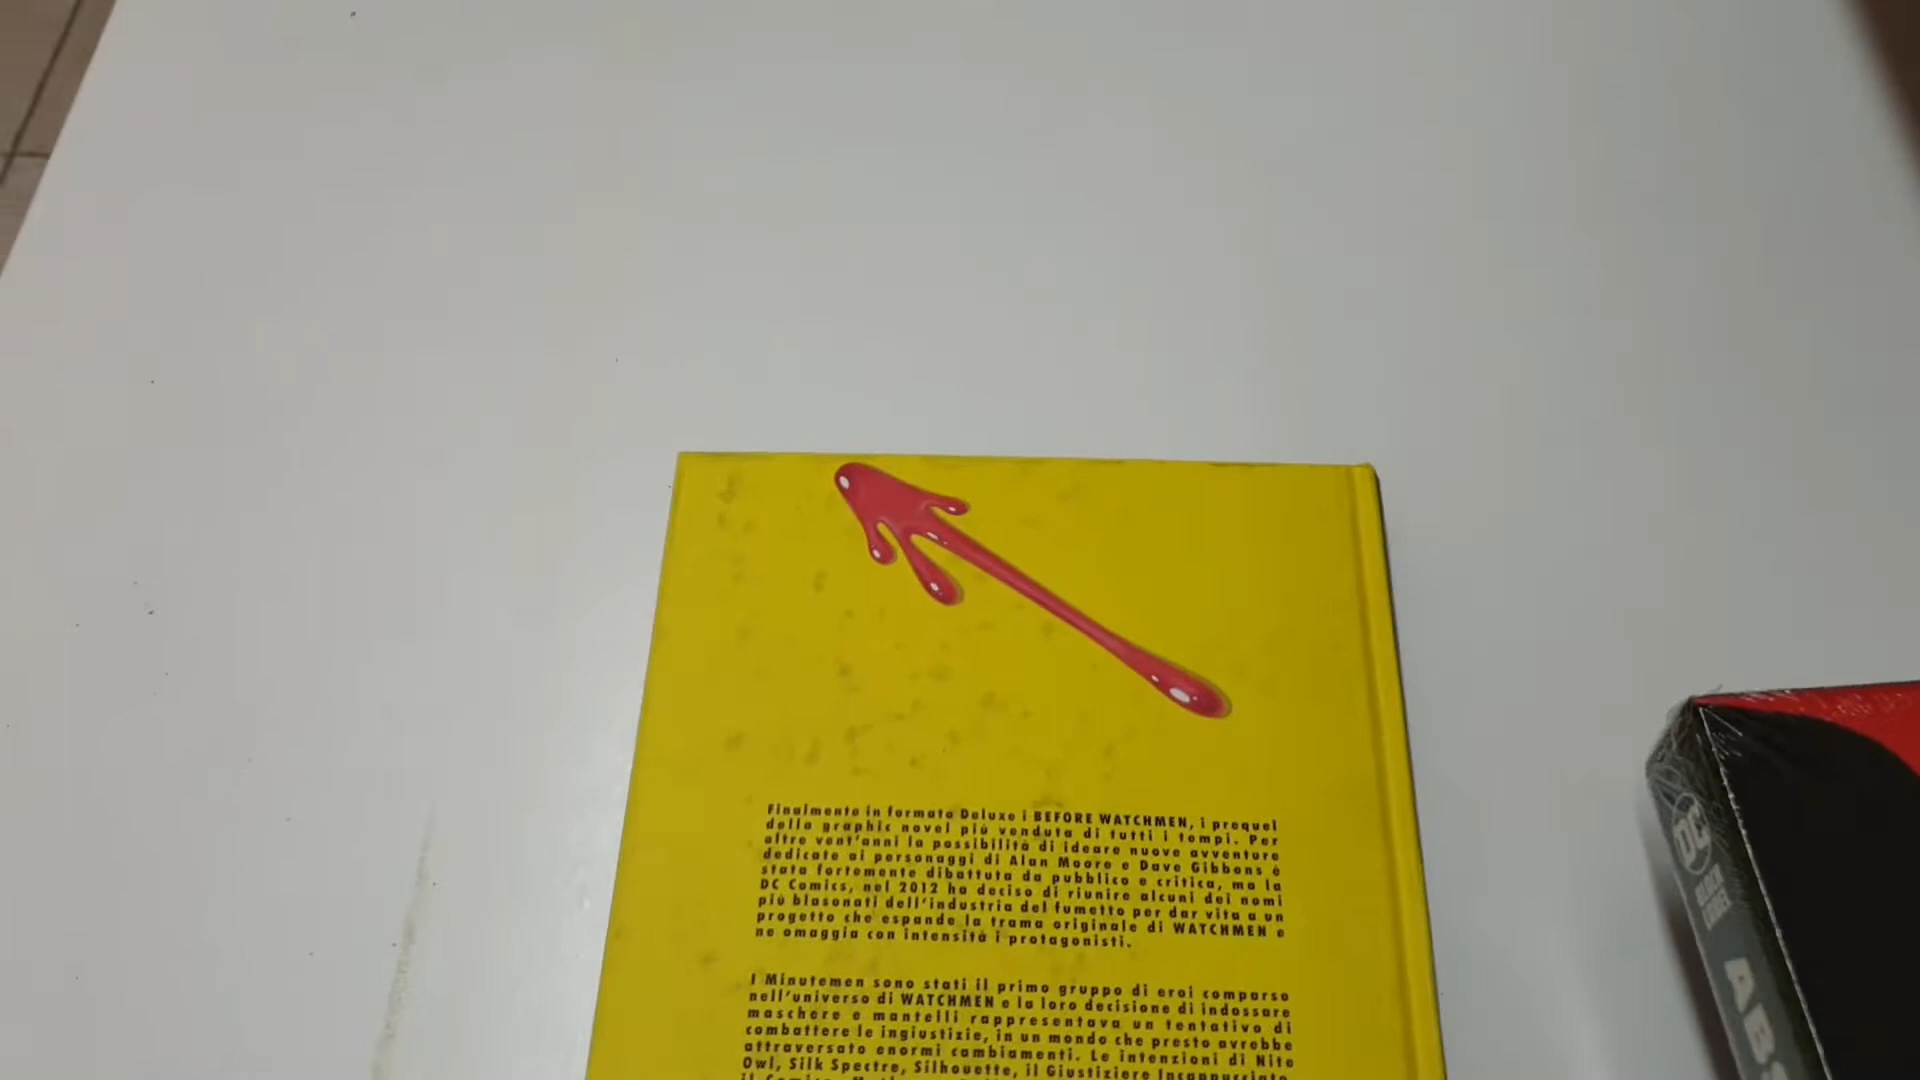 Finalmente in formato Deluxe i BEFORE WATCHMEN, i prequel
della graphic novel più venduta di tutti i tempi. Per
oltre vent'anni la possibilità di ideare nuove avventure
dedicate ai personaggi di Alan Moore e Dave Gibbons è
stata fortemente dibattuta da pubblico e critica, ma la
DC Comics, nel 2012 ha deciso di riunire alcuni dei nomi
più blasonati dell'industria del fumetto per dar vita a un
progetto che espande la trama originale di WATCHMEN e
ne omaggia con intensità i protagonisti.
I Minutemen sono stati il primo gruppo di eroi comparso
nell'universo di WATCHMEN e la loro decisione di indossare
maschere e mantelli rappresentava un tentativo di
combattere le ingiustizie, in un mondo che presto avrebbe
attraversato enormi cambiamenti. Le intenzioni di Nite
Owl, Silk Spectre, Silhouette, il Giustiziere Incappucciato,
DC
BLACK
LABEL